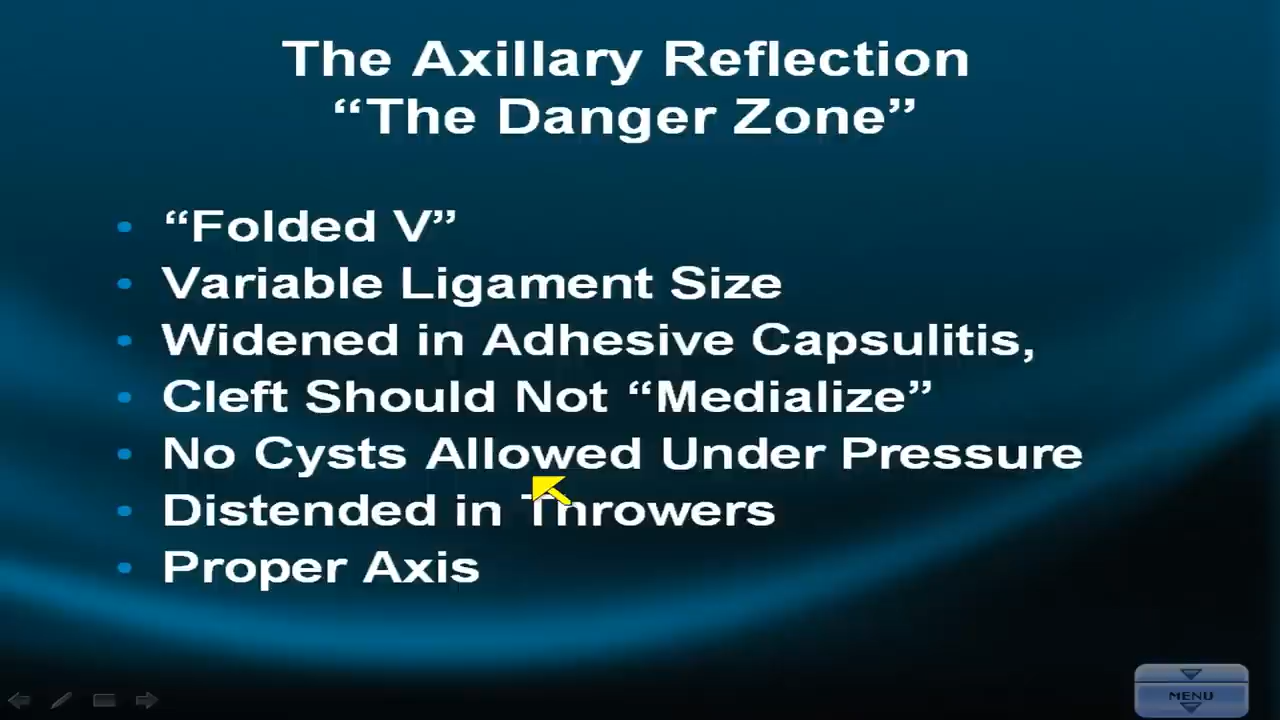 The Axillary Reflection
“The Danger Zone”
• “Folded V”
• Variable Ligament Size
• Widened in Adhesive Capsulitis,
• Cleft Should Not “Medialize”
• No Cysts Allowed Under Pressure
• Distended in Throwers
• Proper Axis
MENU